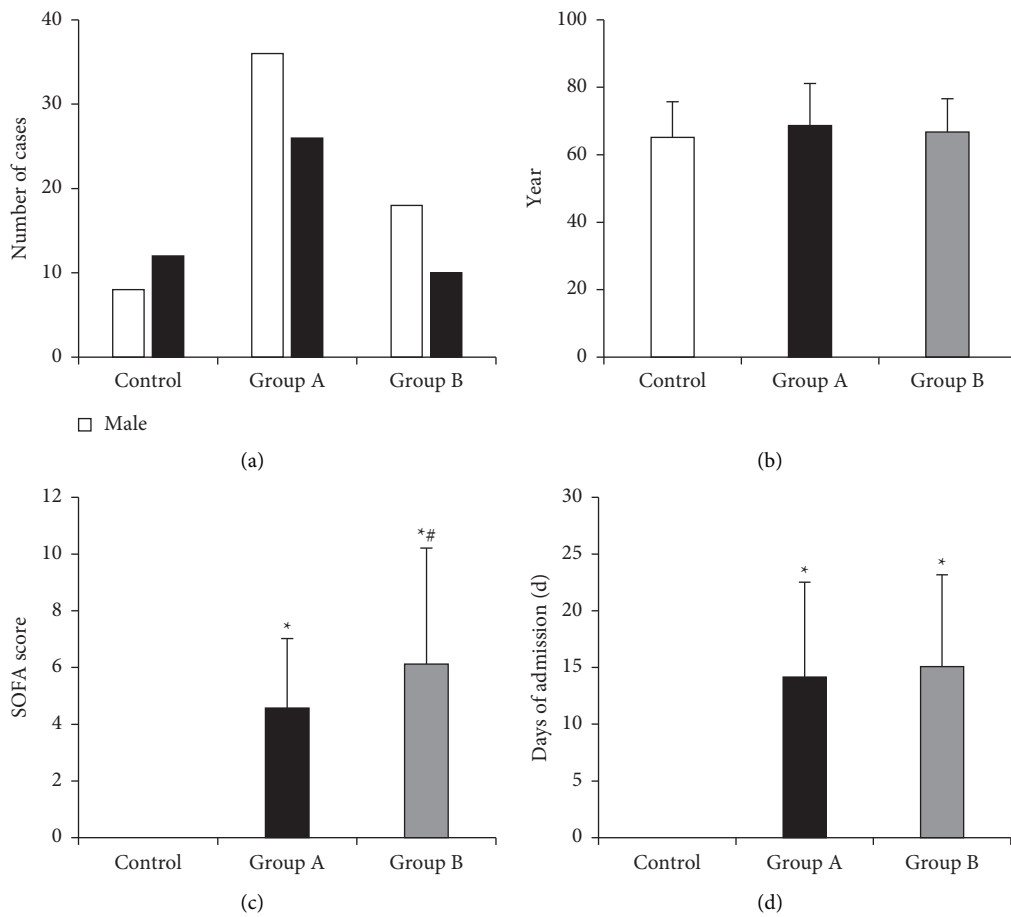 40
30
20
10
0
Number of cases
Control
Group A
Group B
Male
(a)
100
80
60
40
20
0
Year
Control
Group A
Group B
(b)
12
10
8
6
4
2
0
SOFA score
*
*#
Control
Group A
Group B
(c)
30
25
20
15
10
5
0
Days of admission (d)
*
*
Control
Group A
Group B
(d)